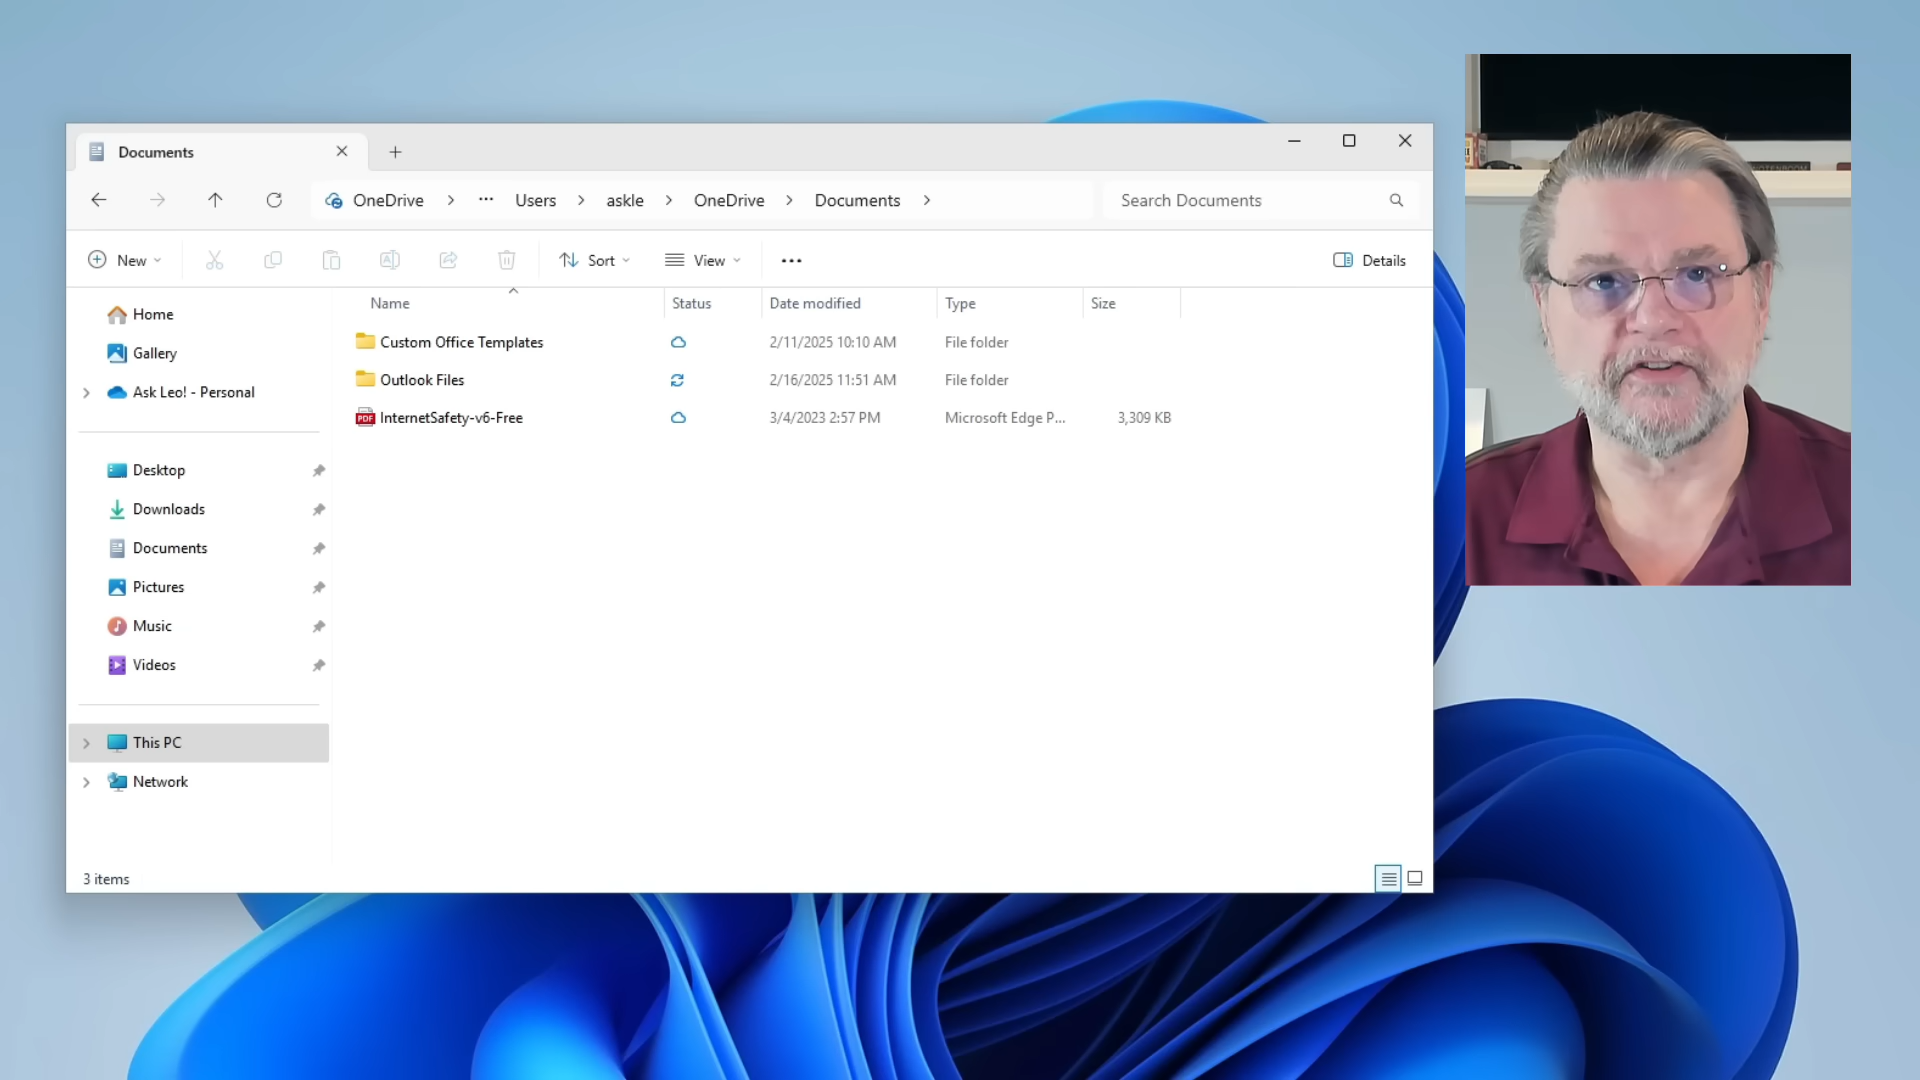 Documents
OneDrive > ... Users > askle > OneDrive > Documents >
Search Documents
New
Sort
View
Details
Name Status Date modified Type Size
Home
Gallery
Ask Leo! - Personal
Desktop
Downloads
Documents
Pictures
Music
Videos
This PC
Network
Custom Office Templates 2/11/2025 10:10 AM File folder
Outlook Files 2/16/2025 11:51 AM File folder
PDF InternetSafety-v6-Free 3/4/2023 2:57 PM Microsoft Edge P... 3,309 KB
3 items